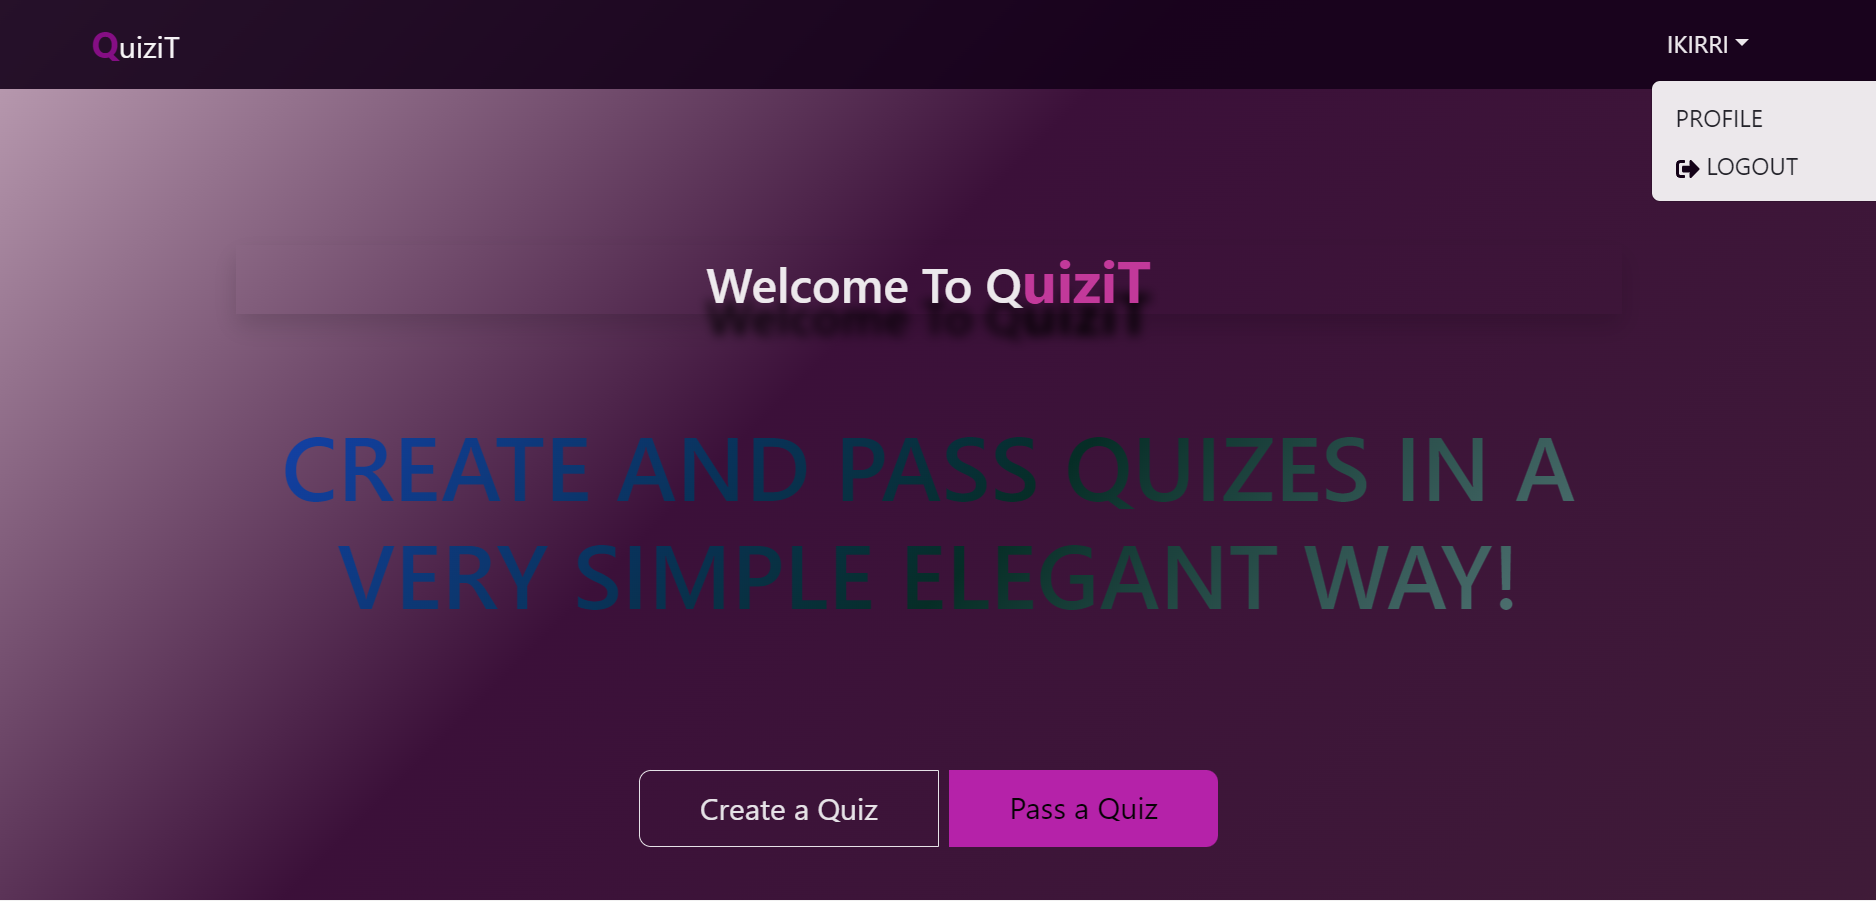 QuiziT
IKIRRI
PROFILE
LOGOUT
Welcome To QuiziT
CREATE AND PASS QUIZES IN A
VERY SIMPLE ELEGANT WAY!
Create a Quiz
Pass a Quiz